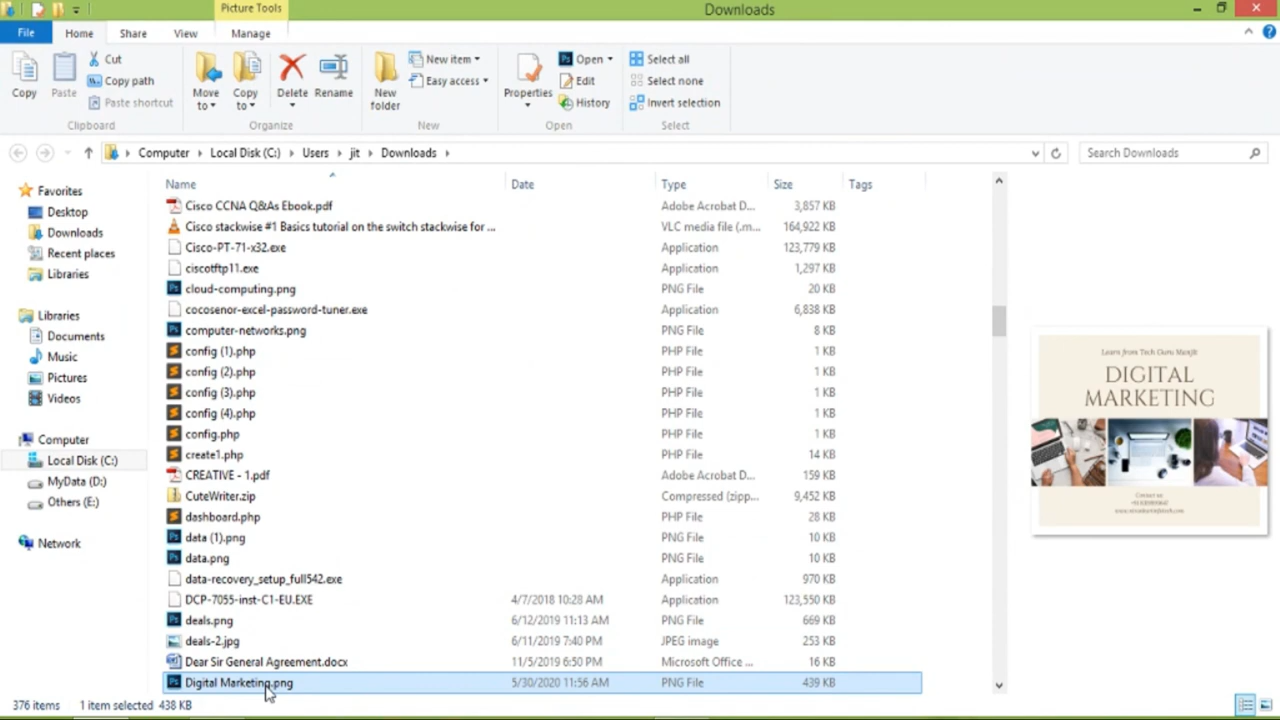 Picture Tools
Downloads
File Home Share View Manage
Copy
Paste
Cut
Copy path
Paste shortcut
Clipboard
Move to
Copy to
Delete
Rename
Organize
New folder
New item
Easy access
New
Properties
Open
Edit
History
Open
Select all
Select none
Invert selection
Select
Computer Local Disk (C:) Users jit Downloads
Search Downloads
Favorites
Desktop
Downloads
Recent places
Libraries
Libraries
Documents
Music
Pictures
Videos
Computer
Local Disk (C:)
MyData (D:)
Others (E:)
Network
Name Date Type Size Tags
Cisco CCNA Q&As Ebook.pdf Adobe Acrobat D... 3,857 KB
Cisco stackwise #1 Basics tutorial on the switch stackwise for ... VLC media file (.m... 164,922 KB
Cisco-PT-71-x32.exe Application 123,779 KB
ciscotftp11.exe Application 1,297 KB
cloud-computing.png PNG File 20 KB
cocosenor-excel-password-tuner.exe Application 6,838 KB
computer-networks.png PNG File 8 KB
config (1).php PHP File 1 KB
config (2).php PHP File 1 KB
config (3).php PHP File 1 KB
config (4).php PHP File 1 KB
config.php PHP File 1 KB
create1.php PHP File 14 KB
CREATIVE - 1.pdf Adobe Acrobat D... 159 KB
CuteWriter.zip Compressed (zipp... 9,452 KB
dashboard.php PHP File 28 KB
data (1).png PNG File 10 KB
data.png PNG File 10 KB
data-recovery_setup_full542.exe Application 970 KB
DCP-7055-inst-C1-EU.EXE 4/7/2018 10:28 AM Application 123,550 KB
deals.png 6/12/2019 11:13 AM PNG File 669 KB
deals-2.jpg 6/11/2019 7:40 PM JPEG image 253 KB
Dear Sir General Agreement.docx 11/5/2019 6:50 PM Microsoft Office ... 16 KB
Digital Marketing.png 5/30/2020 11:56 AM PNG File 439 KB
Learn from Tech Guru Manjit
DIGITAL
MARKETING
Contact us
376 items 1 item selected 438 KB